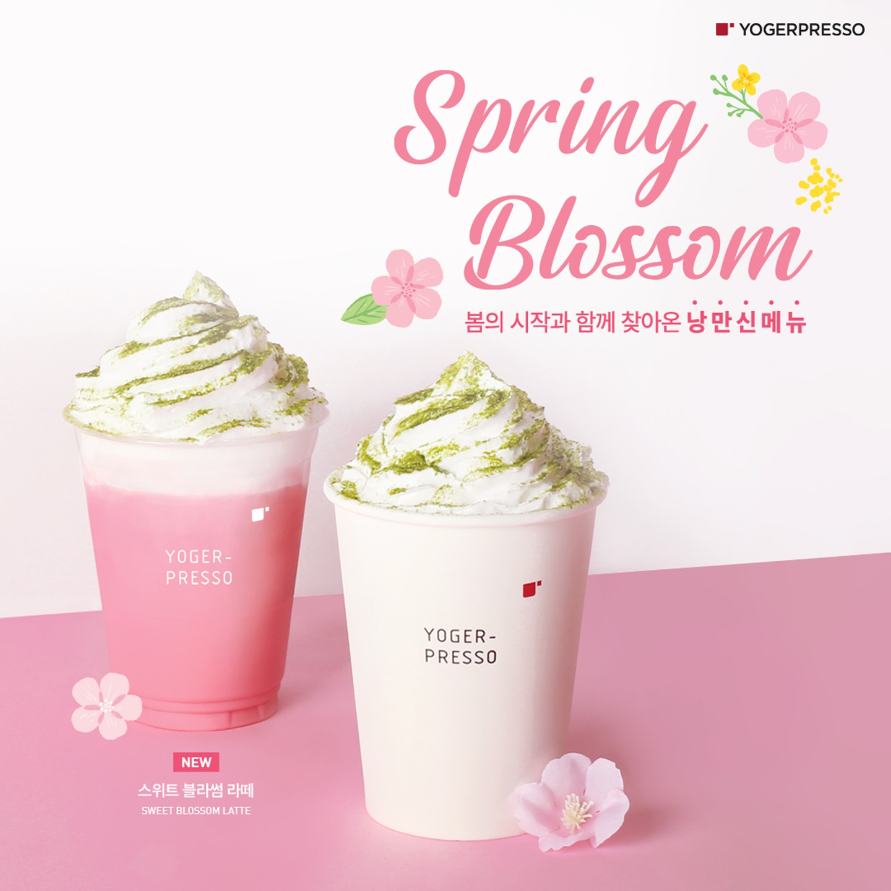 YOGERPRESSO
Spring
Blossom
봄의 시작과 함께 찾아온 낭만신메뉴
YOGER-
PRESSO
YOGER-
PRESSO
NEW
스위트 블라썸 라떼
SWEET BLOSSOM LATTE